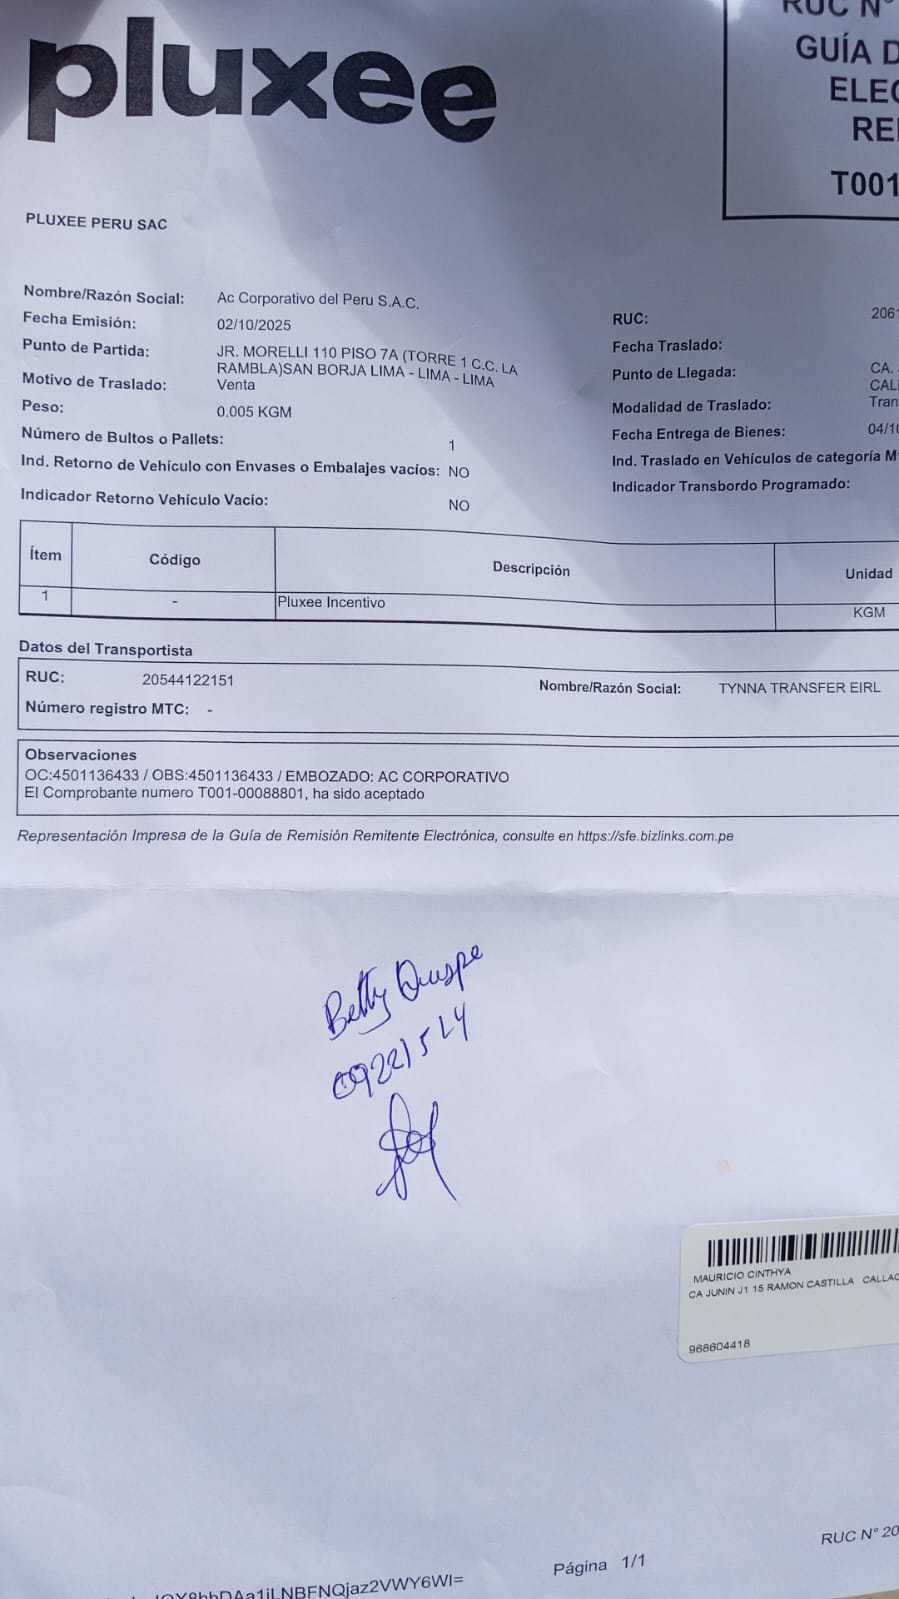 pluxee
RUC N°
GUÍA D
ELEC
RE
T001
PLUXEE PERU SAC
Nombre/Razón Social: Ac Corporativo del Peru S.A.C.
Fecha Emisión: 02/10/2025
Punto de Partida: JR. MORELLI 110 PISO 7A (TORRE 1 C.C. LA
RAMBLA)SAN BORJA LIMA - LIMA - LIMA
Motivo de Traslado: Venta
Peso: 0.005 KGM
Número de Bultos o Pallets: 1
Ind. Retorno de Vehículo con Envases o Embalajes vacíos: NO
Indicador Retorno Vehículo Vacío: NO
RUC: 2061
Fecha Traslado:
Punto de Llegada: CA.
CAL
Modalidad de Traslado: Tran
Fecha Entrega de Bienes: 04/10
Ind. Traslado en Vehículos de categoría M
Indicador Transbordo Programado:
Ítem Código Descripción Unidad
1 - Pluxee Incentivo KGM
Datos del Transportista
RUC: 20544122151 Nombre/Razón Social: TYNNA TRANSFER EIRL
Número registro MTC: -
Observaciones
OC:4501136433 / OBS:4501136433 / EMBOZADO: AC CORPORATIVO
El Comprobante numero T001-00088801, ha sido aceptado
Representación Impresa de la Guía de Remisión Remitente Electrónica, consulte en https://sfe.bizlinks.com.pe
Betty Quispe
MAURICIO CINTHYA
CA JUNIN J1 15 RAMON CASTILLA CALLAO
968604418
RUC N° 20
Página 1/1